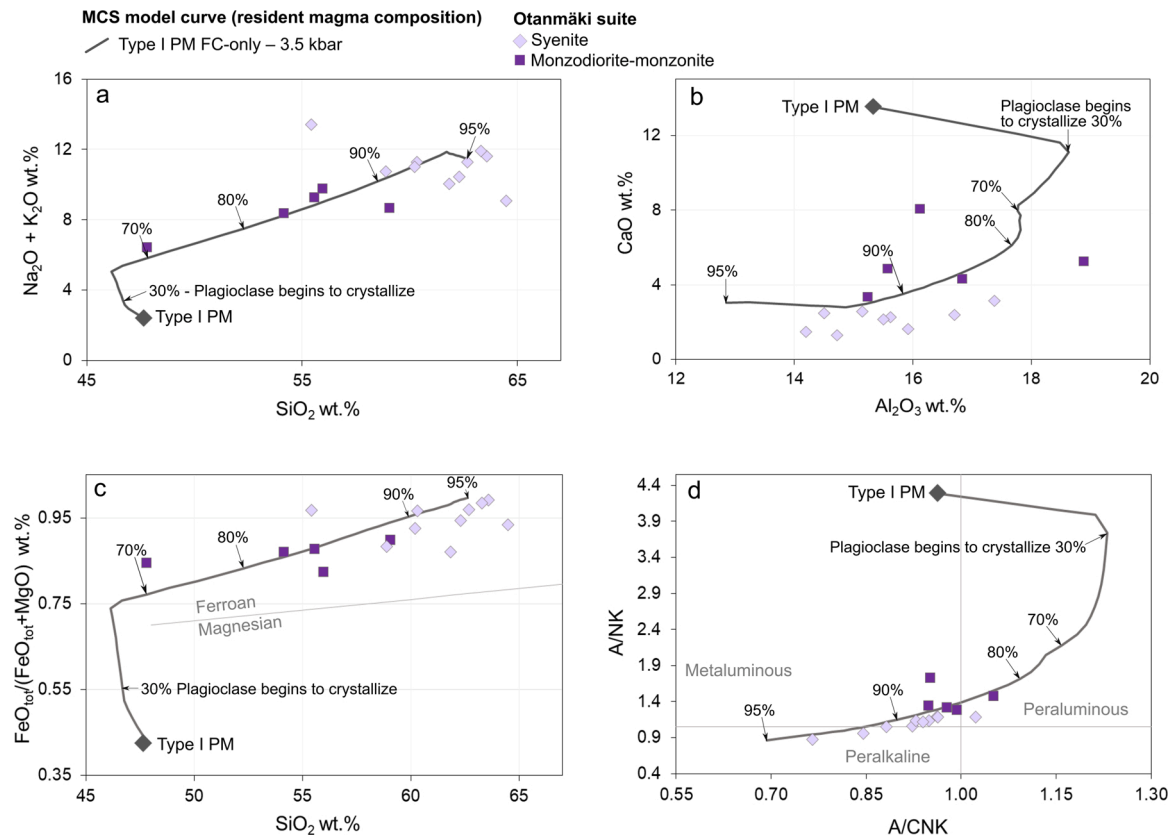 MCS model curve (resident magma composition)
Type I PM FC-only – 3.5 kbar
Otanmäki suite
Syenite
Monzodiorite-monzonite
a
16
12
8
4
0
Na₂O + K₂O wt.%
45
55
65
SiO₂ wt.%
70%
80%
90%
95%
30% - Plagioclase begins to crystallize
Type I PM
b
12
8
4
0
CaO wt.%
12
14
16
18
20
Al₂O₃ wt.%
Type I PM
Plagioclase begins
to crystallize 30%
70%
80%
90%
95%
c
0.95
0.75
0.55
0.35
FeOtot/(FeOtot+MgO) wt.%
45
50
55
60
65
SiO₂ wt.%
70%
80%
90%
95%
Ferroan
Magnesian
30% Plagioclase begins to crystallize
Type I PM
d
4.4
3.9
3.4
2.9
2.4
1.9
1.4
0.9
0.4
A/NK
0.55
0.70
0.85
1.00
1.15
1.30
A/CNK
Type I PM
Plagioclase begins to crystallize 30%
70%
80%
90%
95%
Metaluminous
Peraluminous
Peralkaline